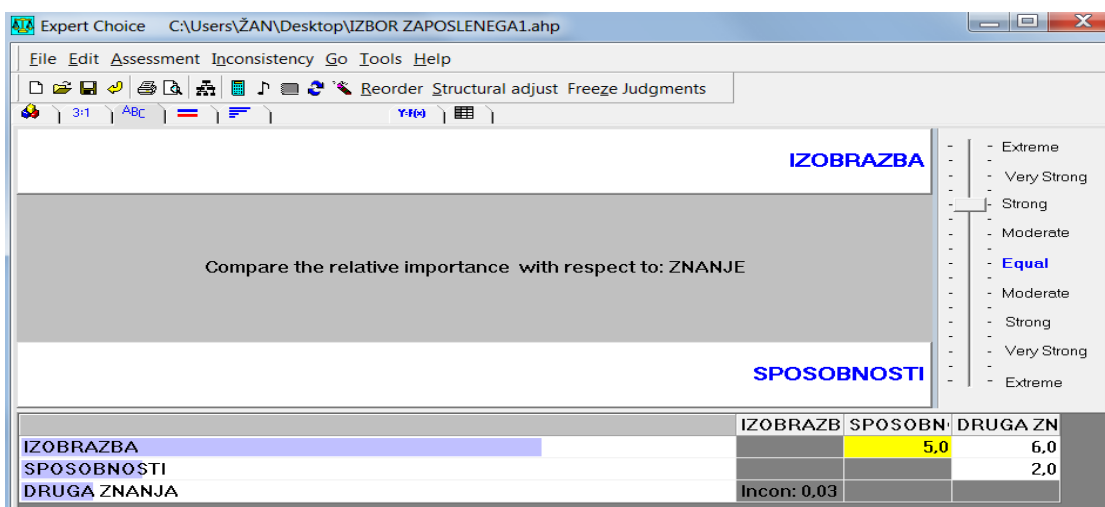 Expert Choice C:\Users\ŽAN\Desktop\IZBOR ZAPOSLENEGA1.ahp
File Edit Assessment Inconsistency Go Tools Help
Reorder Structural adjust Freeze Judgments
3:1 ABC Y=F(x)
IZOBRAZBA
Compare the relative importance with respect to: ZNANJE
SPOSOBNOSTI
Extreme
Very Strong
Strong
Moderate
Equal
Moderate
Strong
Very Strong
Extreme
IZOBRAZB SPOSOBN DRUGA ZN
IZOBRAZBA 5,0 6,0
SPOSOBNOSTI 2,0
DRUGA ZNANJA Incon: 0,03